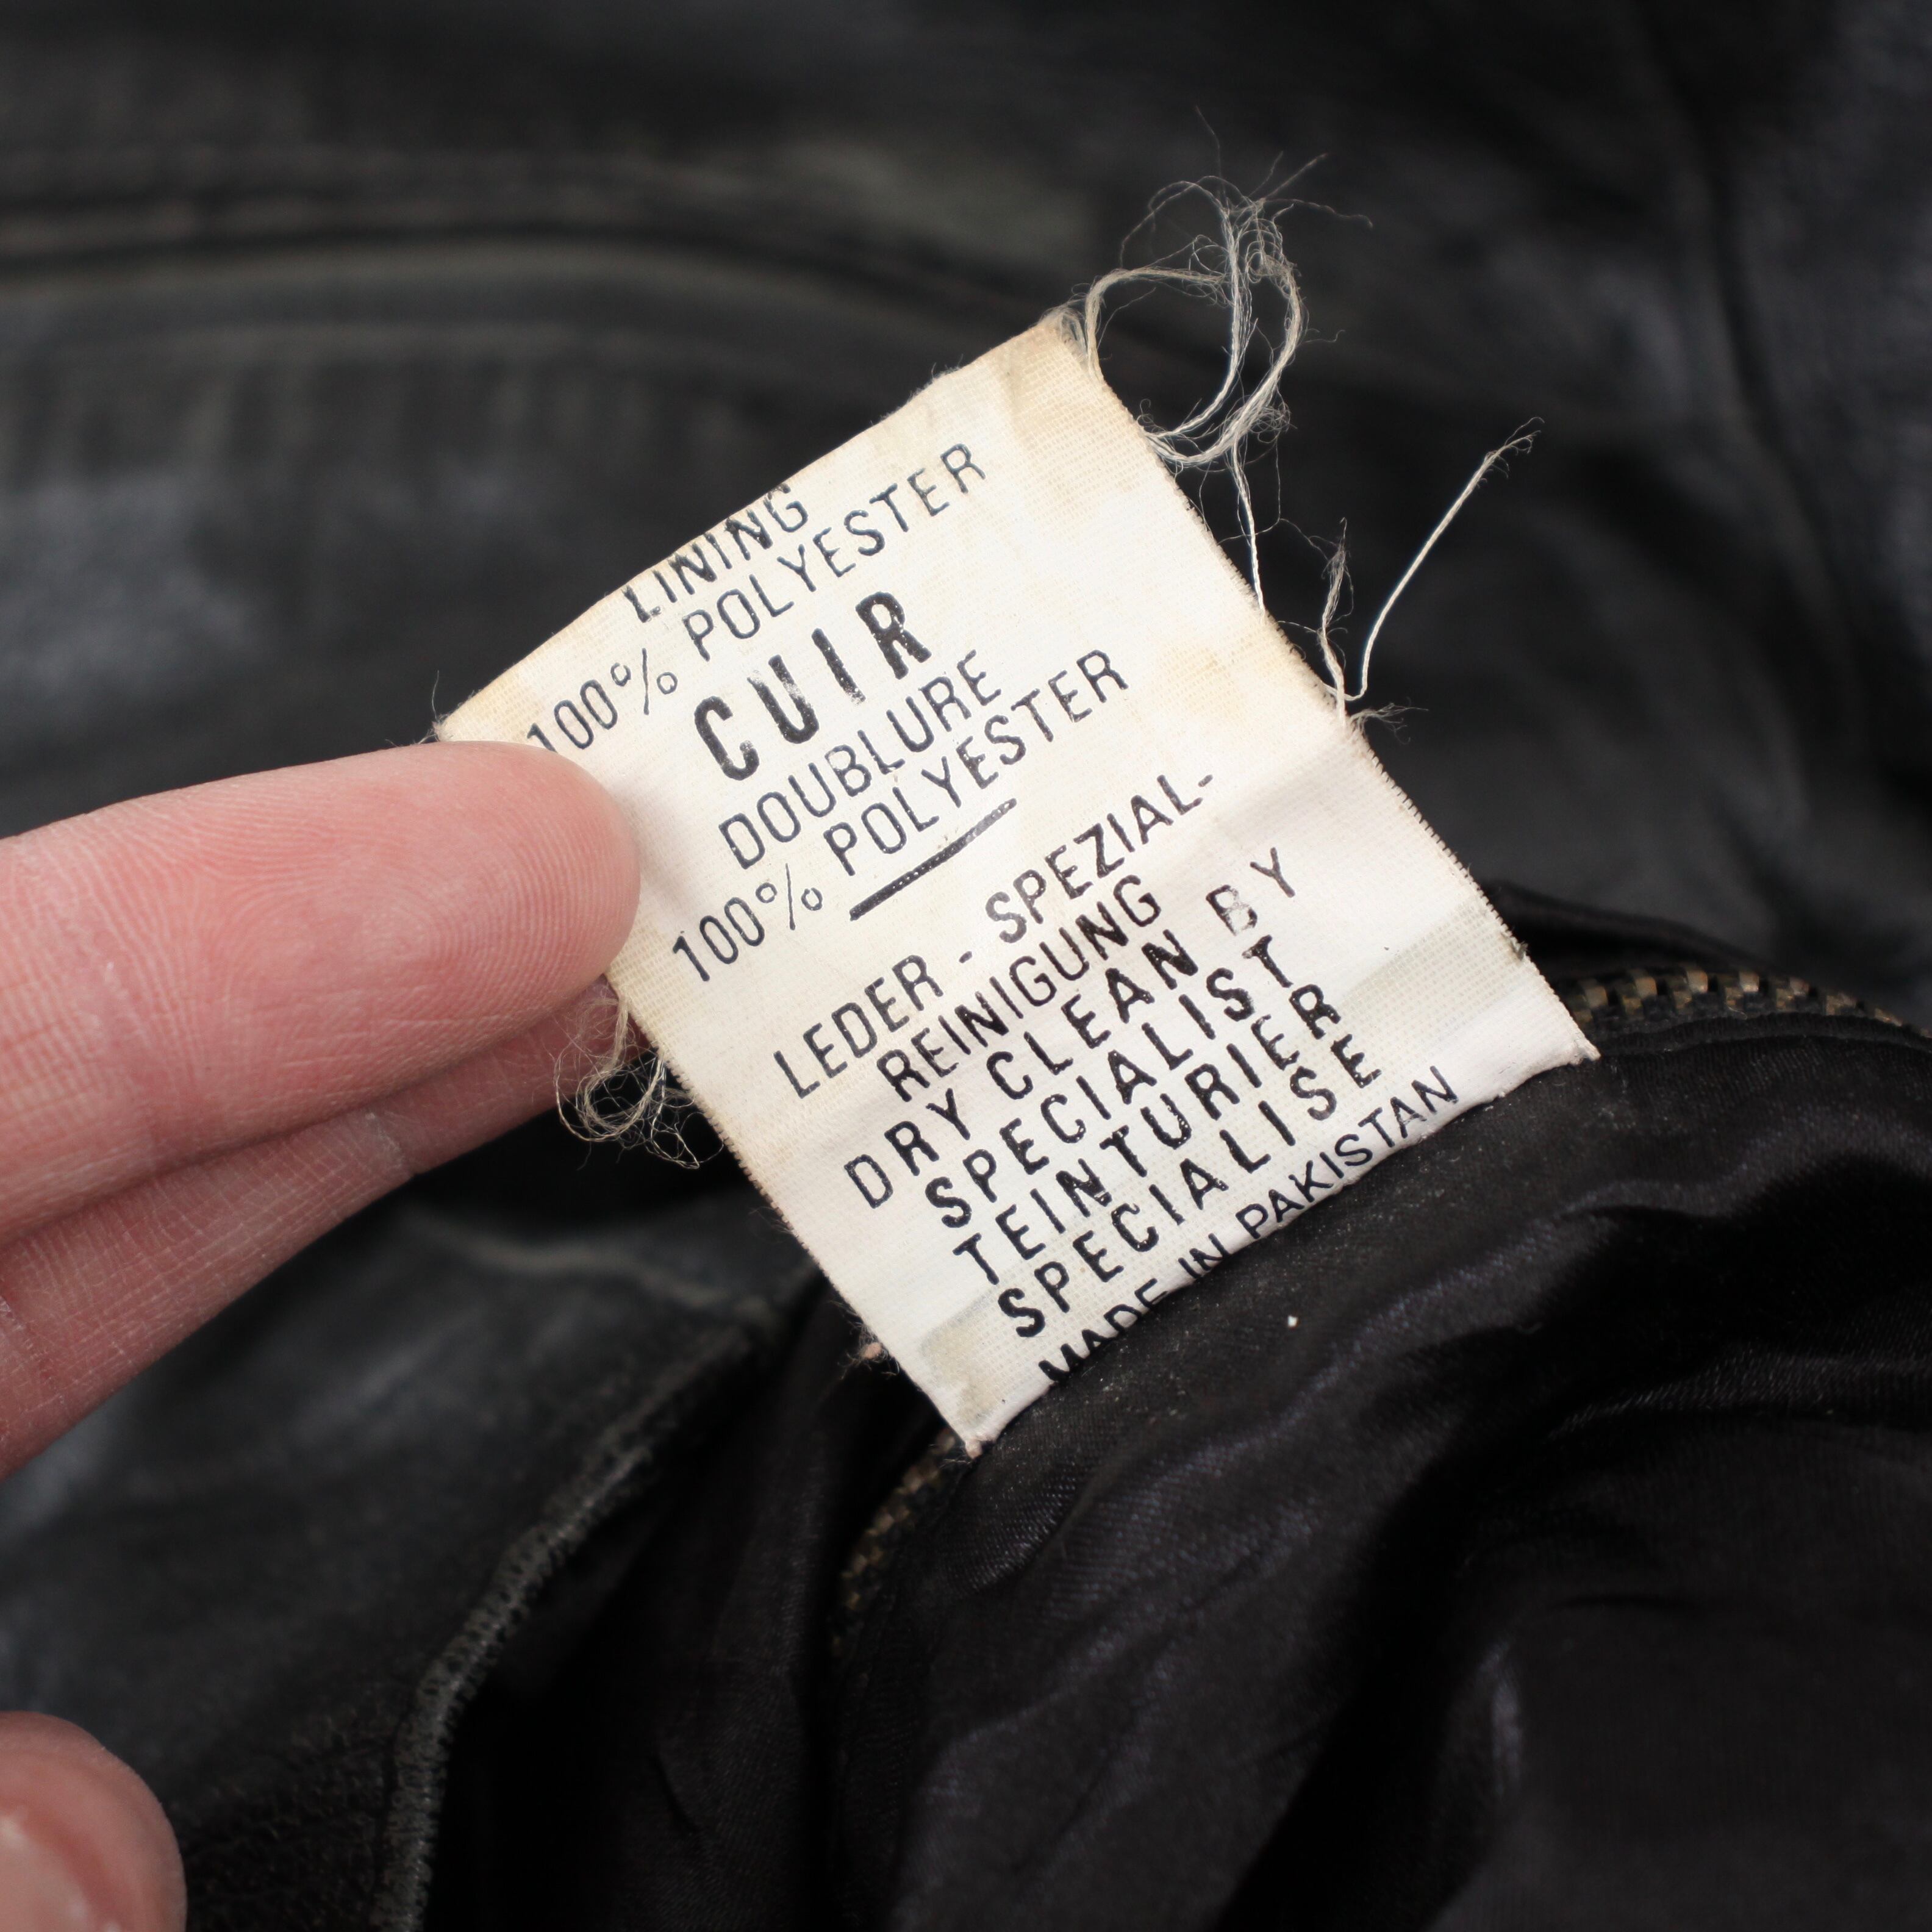 LINING
100% POLYESTER
CUIR
DOUBLURE
100% POLYESTER
LEDER - SPEZIAL-
REINIGUNG
DRY CLEAN BY
SPECIALIST
TEINTURIER
SPECIALISE
MADE IN PAKISTAN